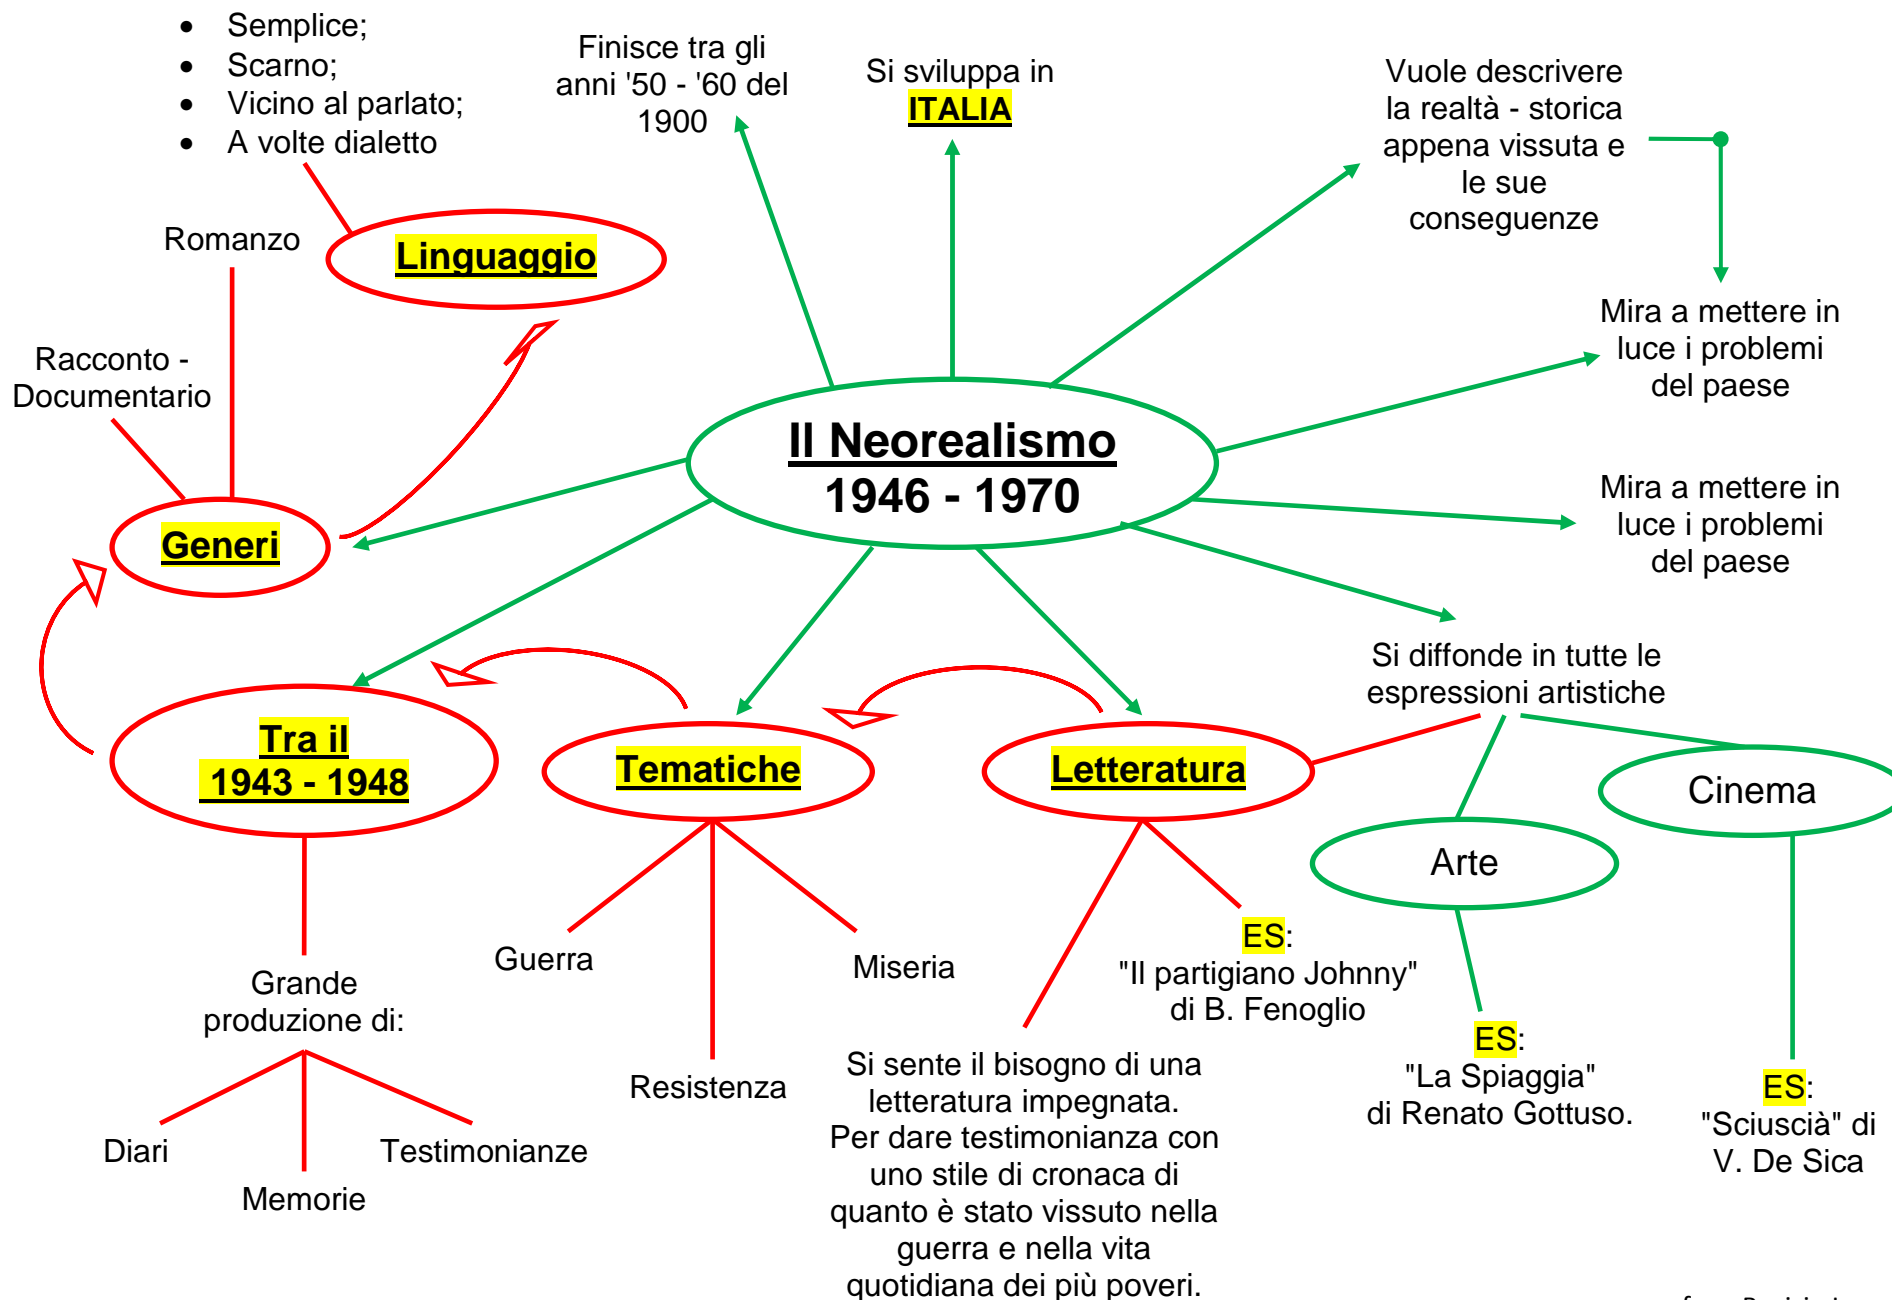 Semplice;
Scarno;
Vicino al parlato;
A volte dialetto
Finisce tra gli
anni '50 - '60 del
1900
Si sviluppa in
ITALIA
Vuole descrivere
la realtà - storica
appena vissuta e
le sue
conseguenze
Romanzo
Linguaggio
Racconto -
Documentario
Mira a mettere in
luce i problemi
del paese
Il Neorealismo
1946 - 1970
Generi
Mira a mettere in
luce i problemi
del paese
Si diffonde in tutte le
espressioni artistiche
Tra il
1943 - 1948
Tematiche
Letteratura
Cinema
Arte
Guerra
Miseria
Resistenza
ES:
"Il partigiano Johnny"
di B. Fenoglio
Grande
produzione di:
Diari
Memorie
Testimonianze
Si sente il bisogno di una
letteratura impegnata.
Per dare testimonianza con
uno stile di cronaca di
quanto è stato vissuto nella
guerra e nella vita
quotidiana dei più poveri.
ES:
"La Spiaggia"
di Renato Gottuso.
ES:
"Sciuscià" di
V. De Sica